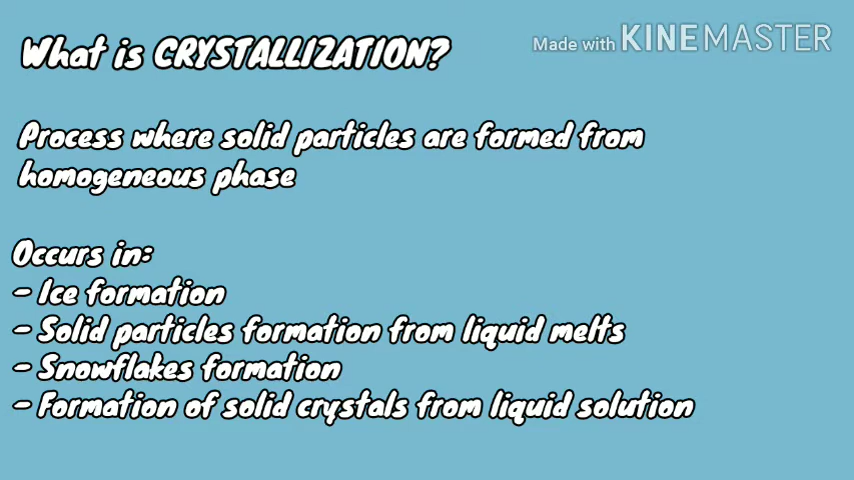 What is CRYSTALLIZATION?
Made with KINEMASTER
Process where solid particles are formed from
homogeneous phase
Occurs in:
- Ice formation
- Solid particles formation from liquid melts
- Snowflakes formation
- Formation of solid crystals from liquid solution